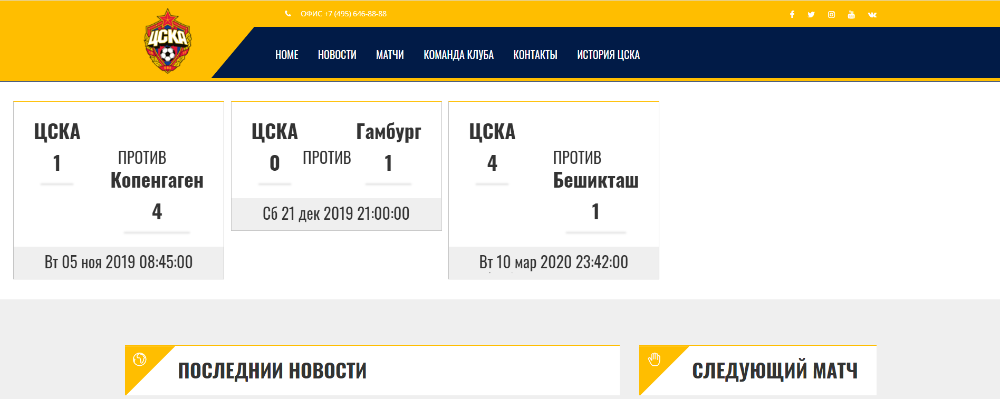 ЦСКА
ОФИС +7 (495) 646-88-88
HOME НОВОСТИ МАТЧИ КОМАНДА КЛУБА КОНТАКТЫ ИСТОРИЯ ЦСКА
ЦСКА
1
ПРОТИВ
Копенгаген
4
Вт 05 ноя 2019 08:45:00
ЦСКА
0
ПРОТИВ
Гамбург
1
Сб 21 дек 2019 21:00:00
ЦСКА
4
ПРОТИВ
Бешикташ
1
Вт 10 мар 2020 23:42:00
ПОСЛЕДНИИ НОВОСТИ
СЛЕДУЮЩИЙ МАТЧ